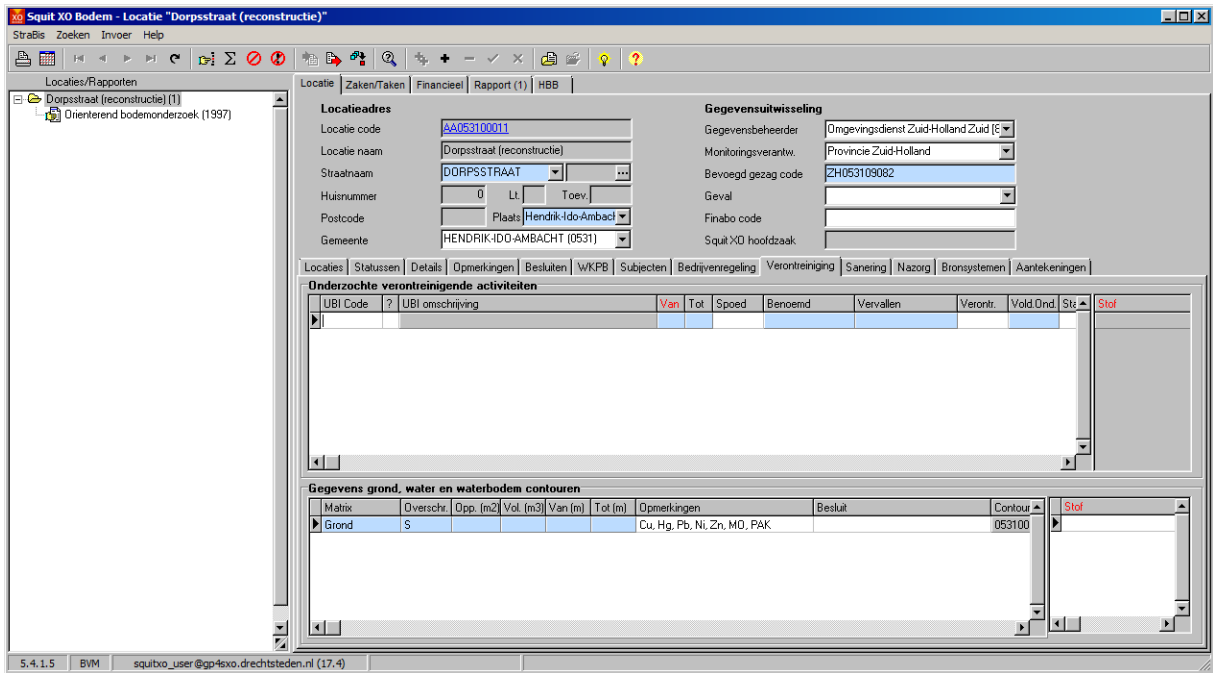 Squit XO Bodem - Locatie "Dorpsstraat (reconstructie)"
StraBis Zoeken Invoer Help
Locaties/Rapporten
Dorpsstraat (reconstructie) (1)
Orienterend bodemonderzoek (1997)
Locatie Zaken/Taken Financieel Rapport (1) HBB
Locatieadres
Locatie code AA053100011
Locatie naam Dorpsstraat (reconstructie)
Straatnaam DORPSSTRAAT ...
Huisnummer 0 Lt. Toev.
Postcode Plaats Hendrik-Ido-Ambach
Gemeente HENDRIK-IDO-AMBACHT (0531)
Gegevensuitwisseling
Gegevensbeheerder Omgevingsdienst Zuid-Holland Zuid
Monitoringsverantw. Provincie Zuid-Holland
Bevoegd gezag code ZH053109082
Geval
Finabo code
Squit XO hoofdzaak
Locaties Statussen Details Opmerkingen Besluiten WKPB Subjecten Bedrijvenregeling Verontreiniging Sanering Nazorg Bronsystemen Aantekeningen
Onderzochte verontreinigende activiteiten
UBI Code ? UBI omschrijving Van Tot Spoed Benoemd Vervallen Verontr. Vold.Ond. Sta Stof
Gegevens grond, water en waterbodem contouren
Matrix Overschr. Opp. (m2) Vol. (m3) Van (m) Tot (m) Opmerkingen Besluit Contour Stof
Grond S Cu, Hg, Pb, Ni, Zn, MO, PAK 053100
5.4.1.5 BVM squitxo_user@gp4sxo.drechtsteden.nl (17.4)